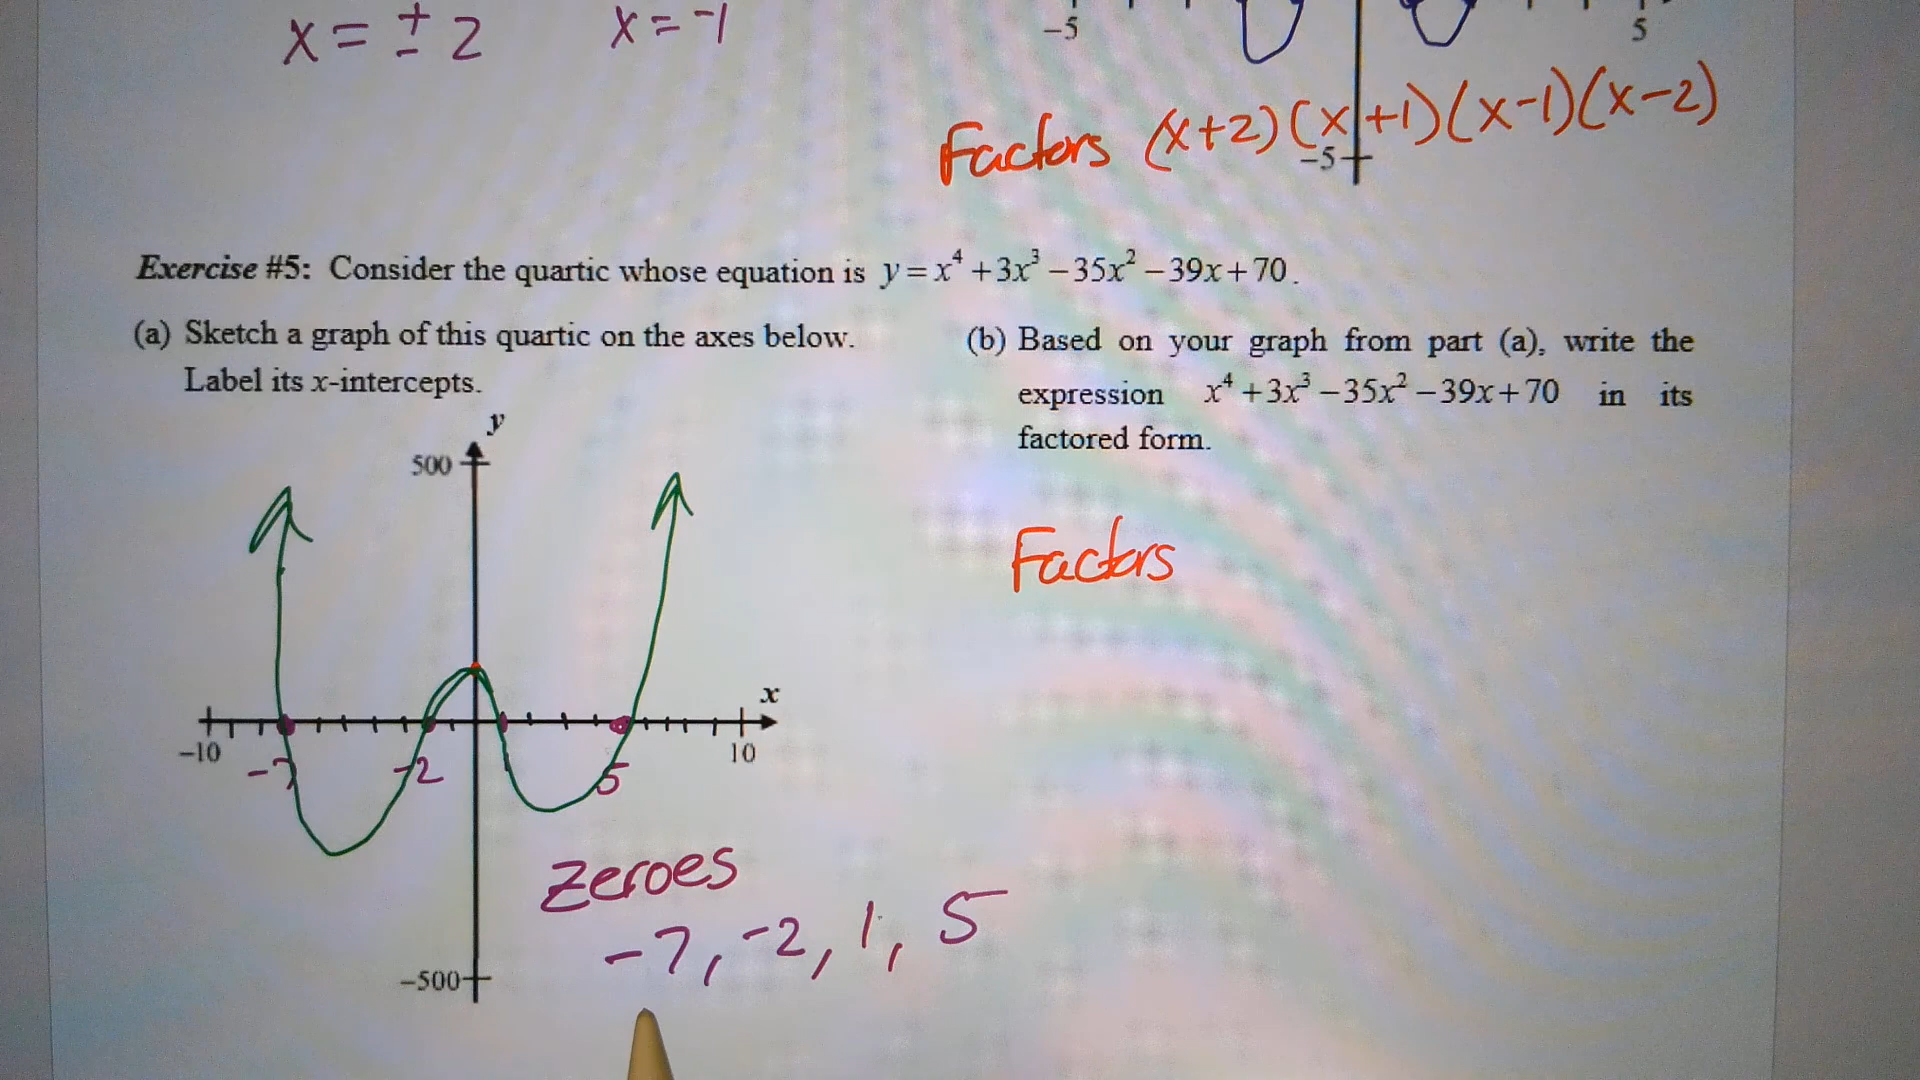 x = ± 2 x = -1
-5 5
Factors (x+2)(x+1)(x-1)(x-2)
-5
Exercise #5: Consider the quartic whose equation is y = x⁴ + 3x³ − 35x² − 39x + 70.
(a) Sketch a graph of this quartic on the axes below.
Label its x-intercepts.
(b) Based on your graph from part (a), write the
expression x⁴ + 3x³ − 35x² − 39x + 70 in its
factored form.
y
500
Factors
x
-10 10
-7 -2 5
Zeroes
-7, -2, 1, 5
-500